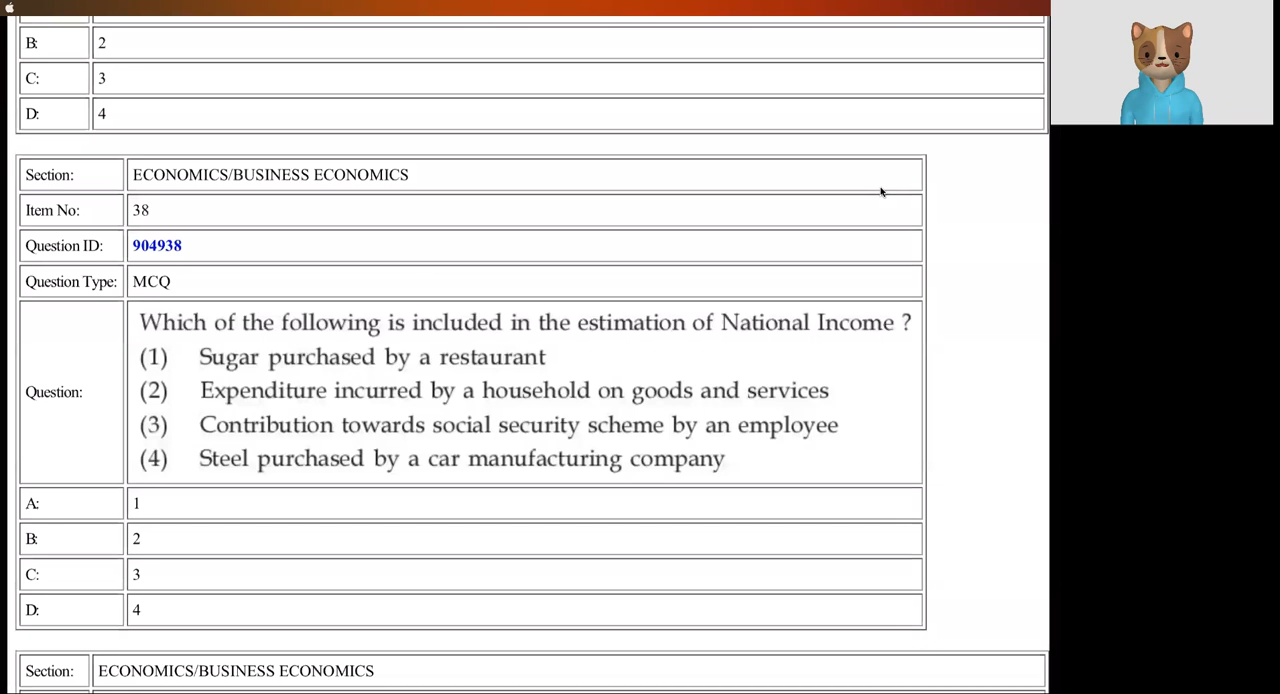 B: 2
C: 3
D: 4
Section: ECONOMICS/BUSINESS ECONOMICS
Item No: 38
Question ID: 904938
Question Type: MCQ
Question:
Which of the following is included in the estimation of National Income ?
(1) Sugar purchased by a restaurant
(2) Expenditure incurred by a household on goods and services
(3) Contribution towards social security scheme by an employee
(4) Steel purchased by a car manufacturing company
A: 1
B: 2
C: 3
D: 4
Section: ECONOMICS/BUSINESS ECONOMICS